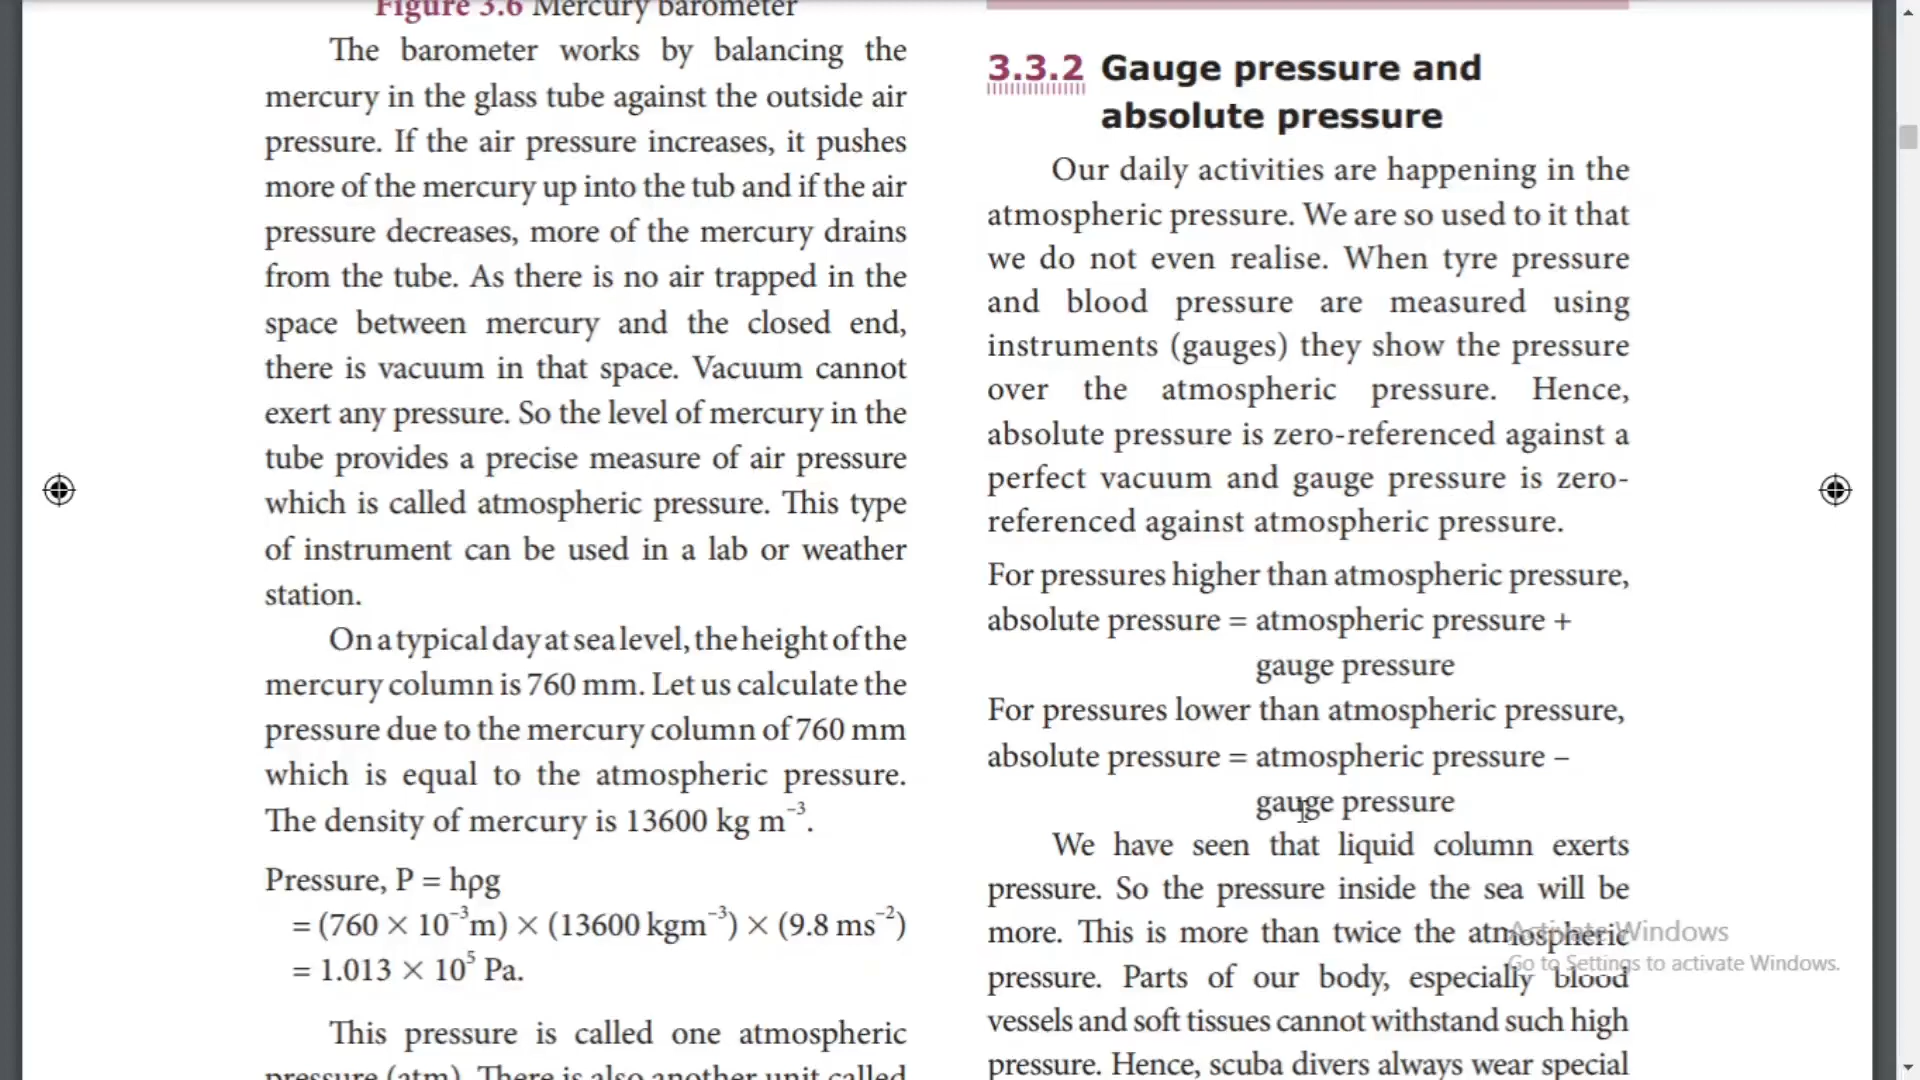 Figure 3.6 Mercury barometer
The barometer works by balancing the
mercury in the glass tube against the outside air
pressure. If the air pressure increases, it pushes
more of the mercury up into the tub and if the air
pressure decreases, more of the mercury drains
from the tube. As there is no air trapped in the
space between mercury and the closed end,
there is vacuum in that space. Vacuum cannot
exert any pressure. So the level of mercury in the
tube provides a precise measure of air pressure
which is called atmospheric pressure. This type
of instrument can be used in a lab or weather
station.
On a typical day at sea level, the height of the
mercury column is 760 mm. Let us calculate the
pressure due to the mercury column of 760 mm
which is equal to the atmospheric pressure.
The density of mercury is 13600 kg m⁻³.
Pressure, P = hρg
= (760 × 10⁻³m) × (13600 kgm⁻³) × (9.8 ms⁻²)
= 1.013 × 10⁵ Pa.
This pressure is called one atmospheric
pressure (atm). There is also another unit called
3.3.2 Gauge pressure and
absolute pressure
Our daily activities are happening in the
atmospheric pressure. We are so used to it that
we do not even realise. When tyre pressure
and blood pressure are measured using
instruments (gauges) they show the pressure
over the atmospheric pressure. Hence,
absolute pressure is zero-referenced against a
perfect vacuum and gauge pressure is zero-
referenced against atmospheric pressure.
For pressures higher than atmospheric pressure,
absolute pressure = atmospheric pressure +
gauge pressure
For pressures lower than atmospheric pressure,
absolute pressure = atmospheric pressure –
gauge pressure
We have seen that liquid column exerts
pressure. So the pressure inside the sea will be
more. This is more than twice the atmospheric
pressure. Parts of our body, especially blood
vessels and soft tissues cannot withstand such high
pressure. Hence, scuba divers always wear special
Activate Windows
Go to Settings to activate Windows.